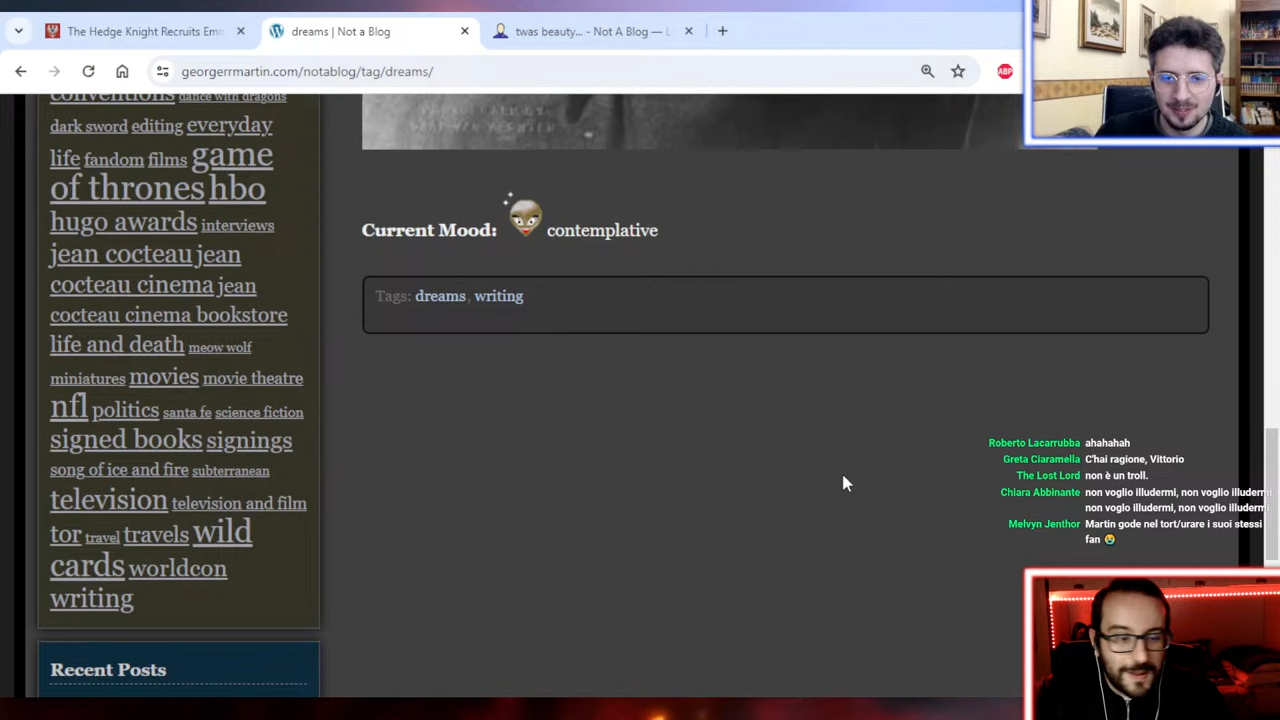 The Hedge Knight Recruits Emn
dreams | Not a Blog
twas beauty... - Not A Blog — L
georgerrmartin.com/notablog/tag/dreams/
ABP
conventions dance with dragons
dark sword editing everyday
life fandom films game
of thrones hbo
hugo awards interviews
jean cocteau jean
cocteau cinema jean
cocteau cinema bookstore
life and death meow wolf
miniatures movies movie theatre
nfl politics santa fe science fiction
signed books signings
song of ice and fire subterranean
television television and film
tor travel travels wild
cards worldcon
writing
Recent Posts
Current Mood: contemplative
Tags: dreams, writing
Roberto Lacarrubba ahahahah
Greta Ciaramella C'hai ragione, Vittorio
The Lost Lord non è un troll.
Chiara Abbinante non voglio illudermi, non voglio illudermi,
non voglo illudermi, non voglio illudermi
Melvyn Jenthor Martin gode nel tort/urare i suoi stessi
fan 😭